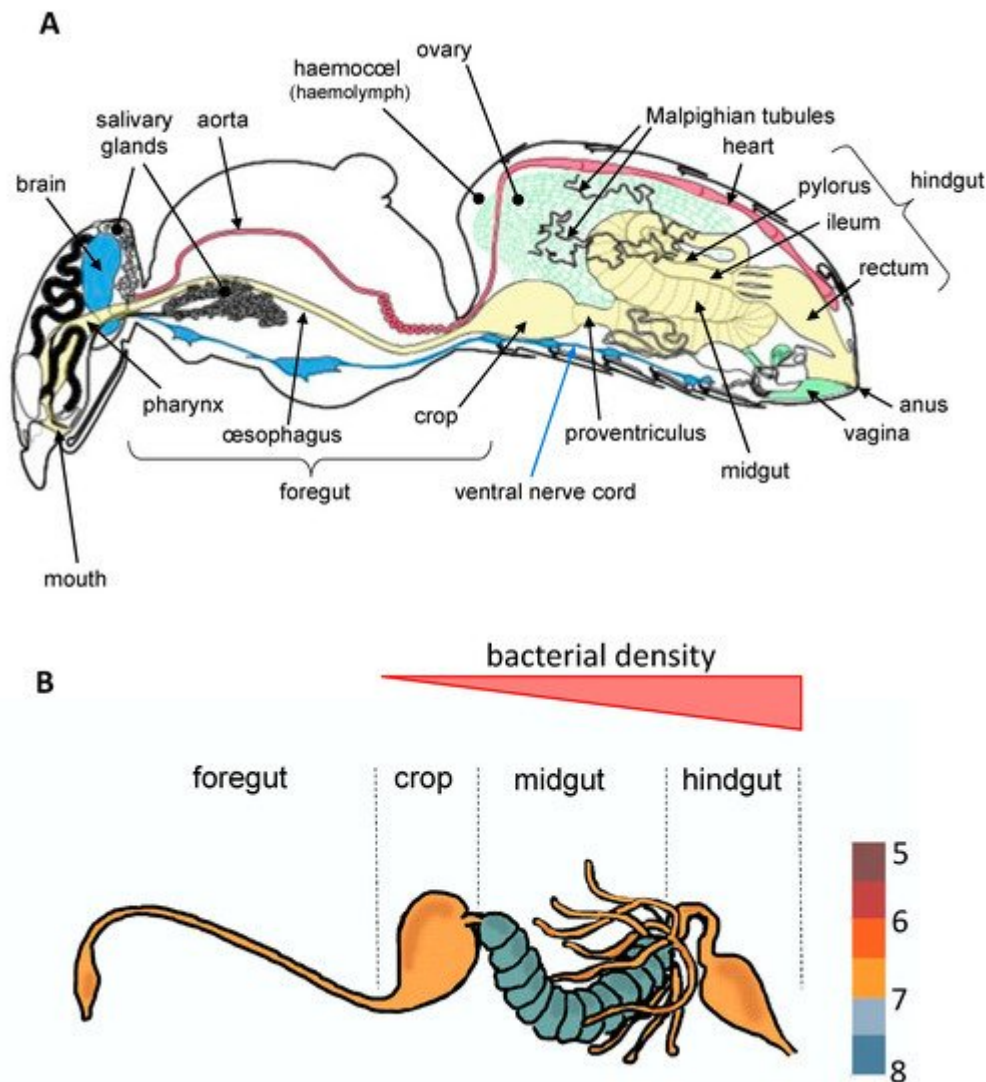 A
ovary
haemocœl
(haemolymph)
salivary
glands
aorta
Malpighian tubules
heart
brain
pylorus
hindgut
ileum
rectum
pharynx
œsophagus
crop
proventriculus
anus
vagina
midgut
foregut
ventral nerve cord
mouth
bacterial density
B
foregut
crop
midgut
hindgut
5
6
7
8